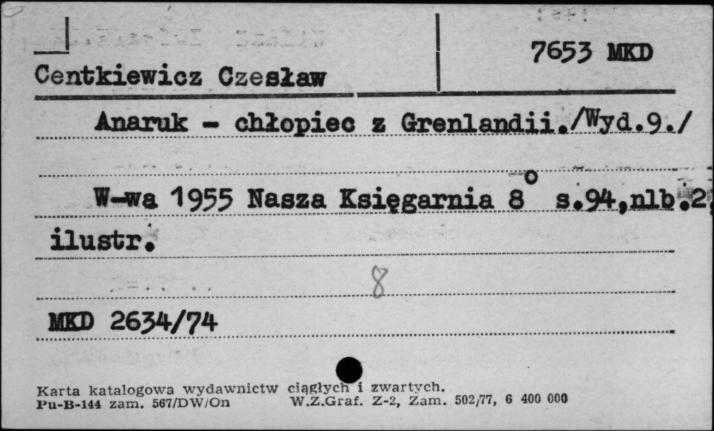 7653 MKD
Centkiewicz Czesław
Anaruk - chłopiec z Grenlandii./Wyd.9./
W-wa 1955 Nasza Księgarnia 8° s.94,nlb.2,
ilustr.
8
MKD 2634/74
Karta katalogowa wydawnictw ciągłych i zwartych.
Pu-B-144 zam. 567/DW/On W.Z.Graf. Z-2, Zam. 502/77, 6 400 000